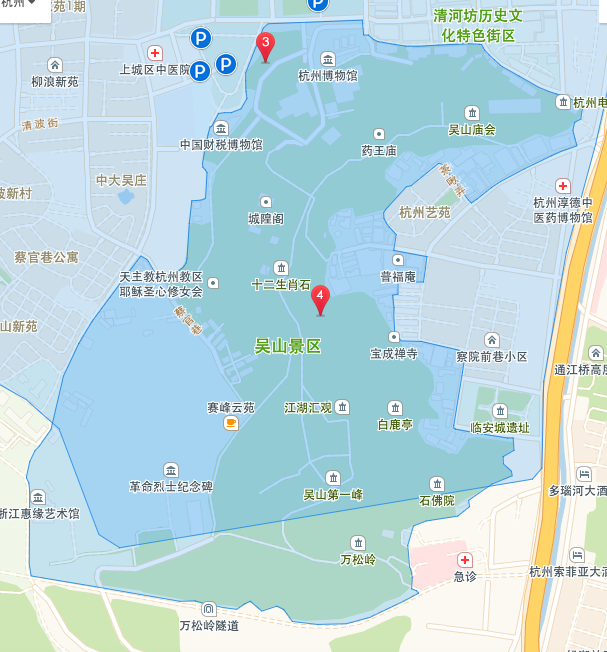 杭州
苑1期
P
P
P
P
清河坊历史文
化特色街区
3
上城区中医院
柳浪新苑
杭州博物馆
清波街
中国财税博物馆
吴山庙会
杭州电
药王庙
中大吴庄
坡新村
茶啄弄
城隍阁
杭州艺苑
杭州淳德中
医药博物馆
蔡官巷公寓
天主教杭州教区
耶稣圣心修女会
十二生肖石
普福庵
4
蔡官巷
山新苑
吴山景区
宝成禅寺
察院前巷小区
通江桥高层
赛峰云苑
江湖汇观
白鹿亭
临安城遗址
革命烈士纪念碑
吴山第一峰
石佛院
多瑙河大酒
浙江惠缘艺术馆
万松岭
急诊
杭州索菲亚大酒
万松岭隧道